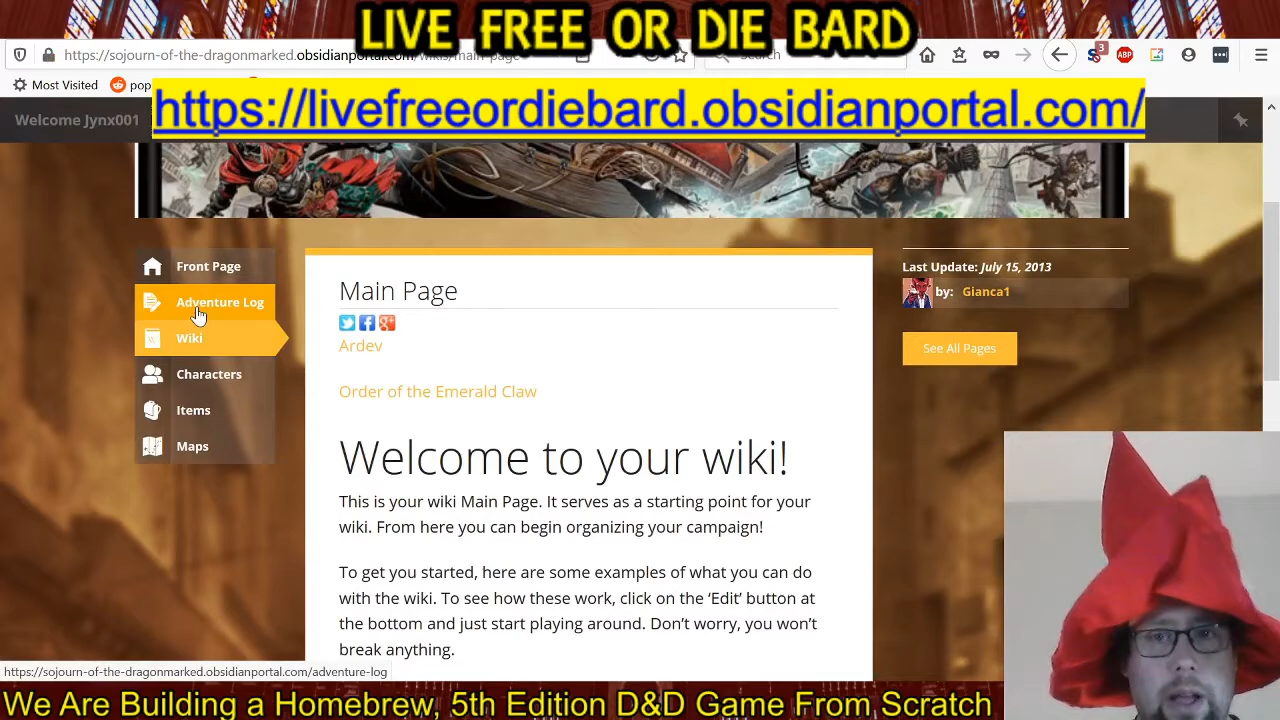 LIVE FREE OR DIE BARD
https://sojourn-of-the-dragonmarked.obsidianportal.com/wikis/main-page
Search
3
ABP
Most Visited
pop
https://livefreeordiebard.obsidianportal.com/
Welcome Jynx001
Front Page
Adventure Log
Wiki
Characters
Items
Maps
Main Page
Ardev
Order of the Emerald Claw
Welcome to your wiki!
This is your wiki Main Page. It serves as a starting point for your
wiki. From here you can begin organizing your campaign!
To get you started, here are some examples of what you can do
with the wiki. To see how these work, click on the ‘Edit’ button at
the bottom and just start playing around. Don’t worry, you won’t
break anything.
Last Update: July 15, 2013
by: Gianca1
See All Pages
https://sojourn-of-the-dragonmarked.obsidianportal.com/adventure-log
We Are Building a Homebrew, 5th Edition D&D Game From Scratch